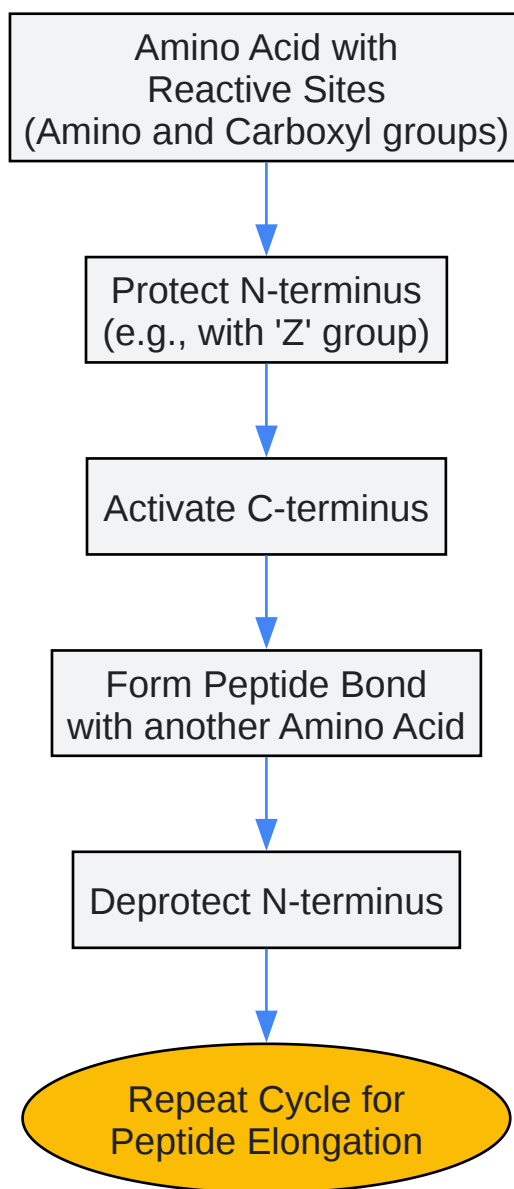 Amino Acid with
Reactive Sites
(Amino and Carboxyl groups)
Protect N-terminus
(e.g., with 'Z' group)
Activate C-terminus
Form Peptide Bond
with another Amino Acid
Deprotect N-terminus
Repeat Cycle for
Peptide Elongation